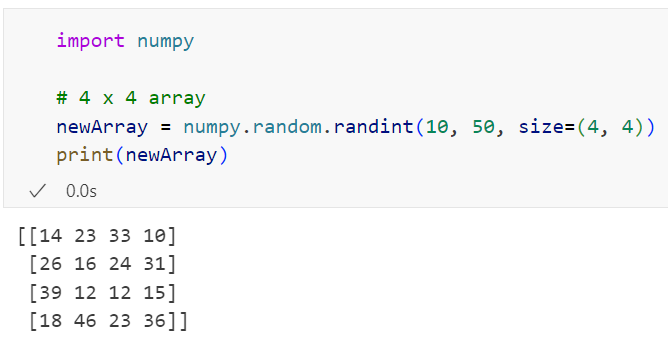 import numpy
# 4 x 4 array
newArray = numpy.random.randint(10, 50, size=(4, 4))
print(newArray)
✓ 0.0s
[[14 23 33 10]
 [26 16 24 31]
 [39 12 12 15]
 [18 46 23 36]]